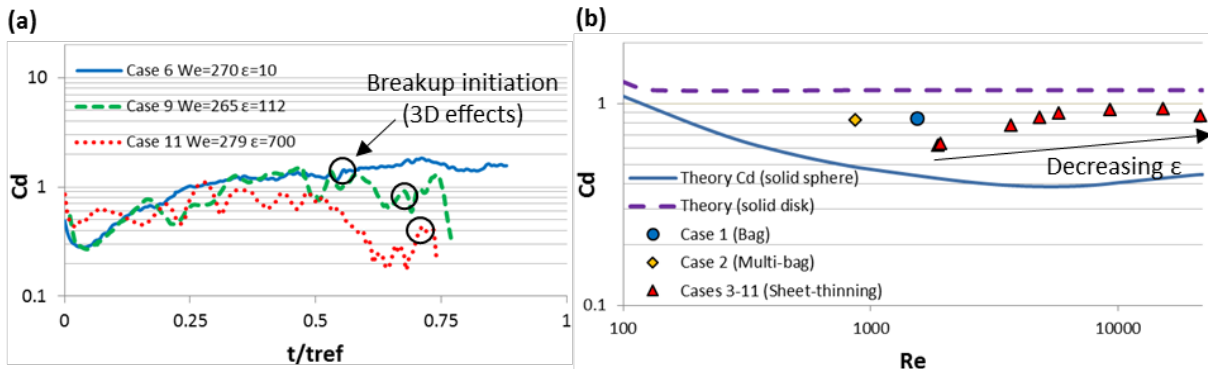 (a)
10
1
0.1
Cd
Case 6 We=270 ε=10
Case 9 We=265 ε=112
Case 11 We=279 ε=700
Breakup initiation
(3D effects)
0
0.25
0.5
0.75
1
t/tref
(b)
1
0.1
Cd
Decreasing ε
Theory Cd (solid sphere)
Theory (solid disk)
Case 1 (Bag)
Case 2 (Multi-bag)
Cases 3-11 (Sheet-thinning)
100
1000
10000
Re